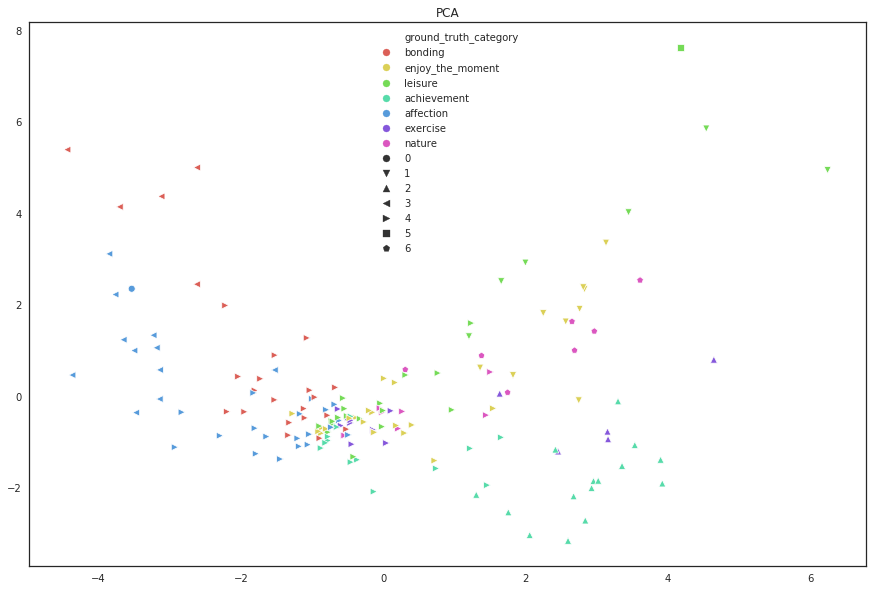 PCA
ground_truth_category
bonding
enjoy_the_moment
leisure
achievement
affection
exercise
nature
0
1
2
3
4
5
6
8
6
4
2
0
−2
−4
−2
0
2
4
6